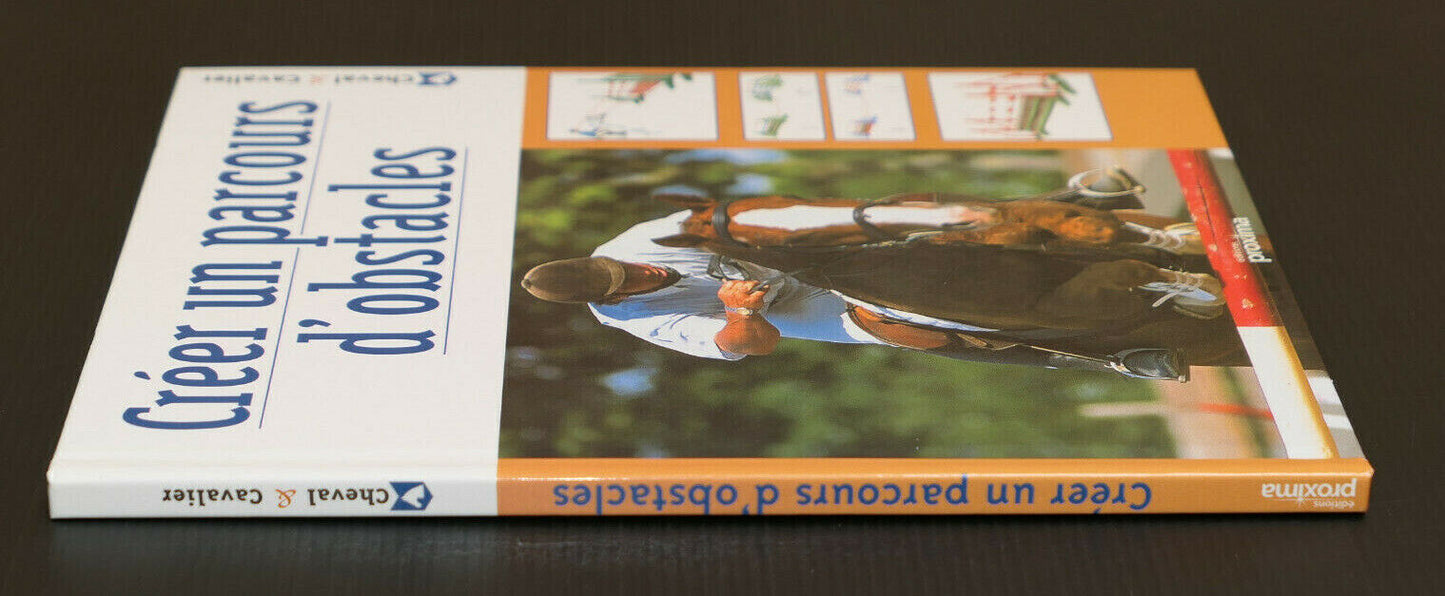 Cheval & Cavalier
Créer un parcours
d'obstacles
éditions
proxima
Cheval & Cavalier
Créer un parcours d'obstacles
éditions
proxima